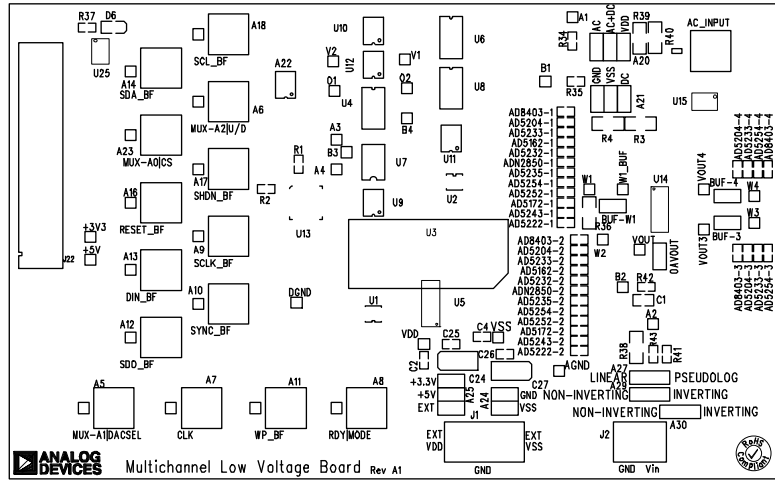 R37
D6
A18
U10
V2
U12
U6
V1
A1
AC
AC+DC
VDD
R39
R34
A20
R40
AC_INPUT
U25
A14
SDA_BF
SCL_BF
A22
O1
U4
O2
U8
B1
R35
GND
VSS
DC
A21
U15
A6
MUX-A2|U/D
A23
MUX-A0|CS
A3
B3
B4
R1
A4
U7
U11
R4
R3
AD8403-1
AD5204-1
AD5233-1
AD5162-1
AD5232-1
ADN2850-1
AD5235-1
AD5254-1
AD5252-1
AD5172-1
AD5243-1
AD5222-1
AD5204-4
AD5233-4
AD5254-4
AD8403-4
A17
SHDN_BF
R2
U13
U9
U2
W1
W1_BUF
U14
VOUT4
BUF-4
W4
A16
RESET_BF
+3V3
+5V
J22
A9
SCLK_BF
U3
R36
BUF-W1
W2
VOUT
OAVOUT
VOUT3
BUF-3
W3
AD8403-2
AD5204-2
AD5233-2
AD5162-2
AD5232-2
ADN2850-2
AD5235-2
AD5254-2
AD5252-2
AD5172-2
AD5243-2
AD5222-2
AD8403-3
AD5204-3
AD5233-3
AD5254-3
A13
DIN_BF
A10
SYNC_BF
DGND
U1
U5
B2
R42
C1
A2
A12
SDO_BF
VDD
C25
C4
VSS
C2
C26
AGND
R38
R43
R41
A5
MUX-A1|DACSEL
A7
CLK
A11
WP_BF
A8
RDY|MODE
+3.3V
+5V
EXT
A25
C24
A24
C27
GND
VSS
A27
LINEAR
PSEUDOLOG
A29
NON-INVERTING
INVERTING
NON-INVERTING
INVERTING
A30
J1
EXT
VDD
EXT
VSS
GND
J2
GND Vin
ANALOG
DEVICES
Multichannel Low Voltage Board Rev A1
RoHS
Compliant